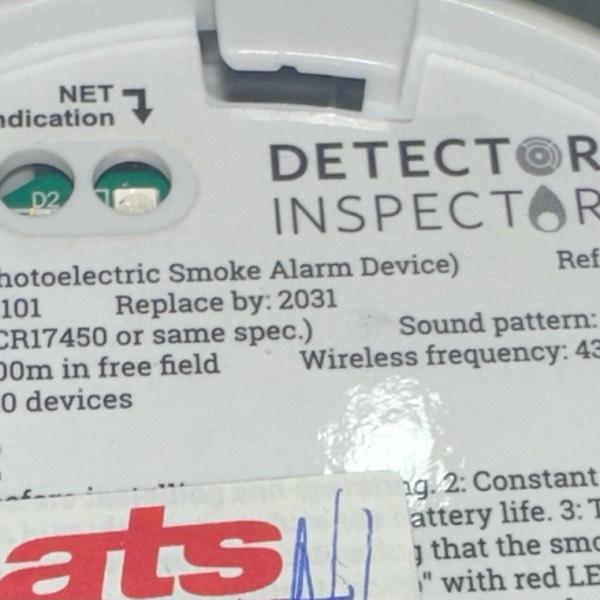 NET
ndication
D2
DETECTOR
INSPECTOR
hotoelectric Smoke Alarm Device)
Ref
101 Replace by: 2031
CR17450 or same spec.)
Sound pattern:
00m in free field
Wireless frequency: 43
0 devices
ng. 2: Constant
attery life. 3: T
that the smo
" with red LE
ats